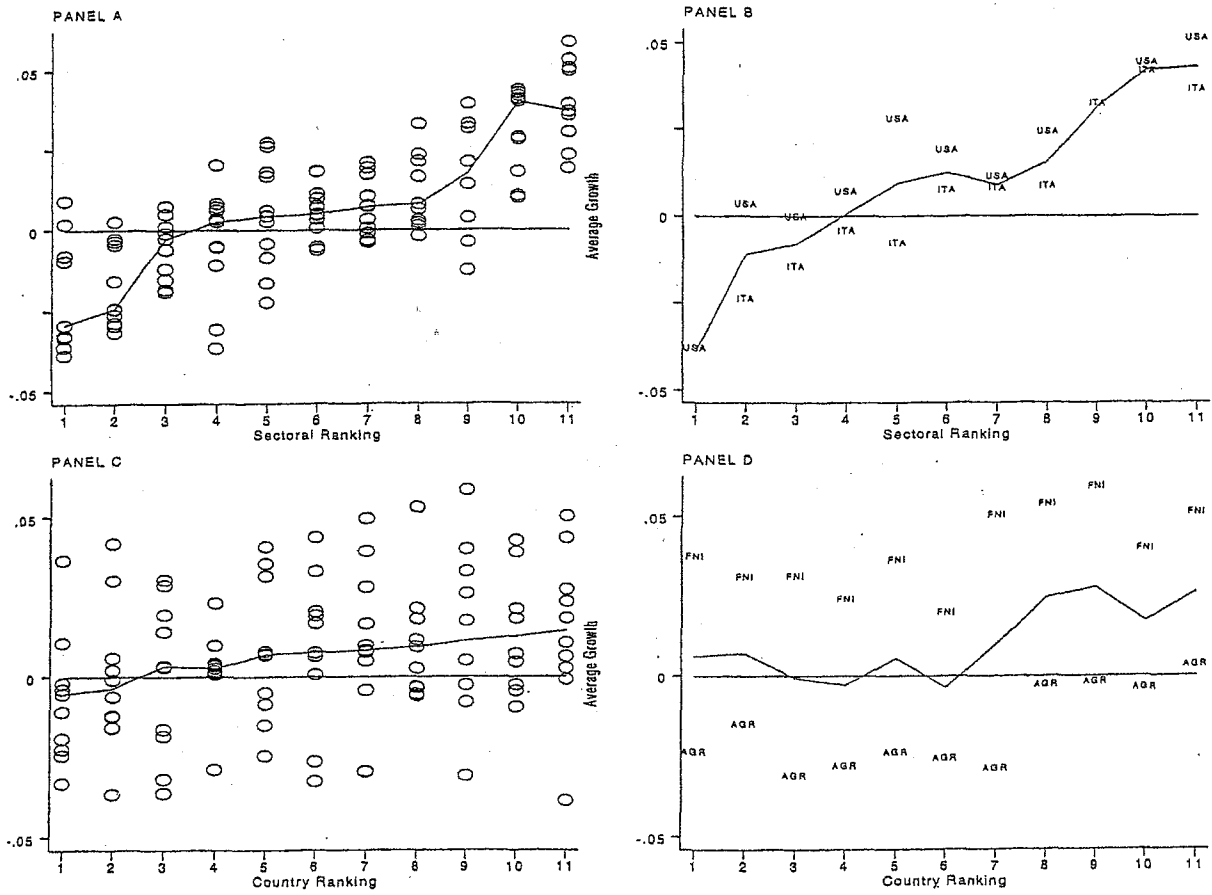 PANEL A
.05
0
-.05
1 2 3 4 5 6 7 8 9 10 11
Sectoral Ranking
PANEL B
Average Growth
.05
0
-.05
USA
USA
ITA
USA
ITA
USA
ITA
USA
ITA
USA
ITA
USA
ITA
USA
ITA
ITA
USA
ITA
USA
ITA
1 2 3 4 5 6 7 8 9 10 11
Sectoral Ranking
PANEL C
.05
0
-.05
1 2 3 4 5 6 7 8 9 10 11
Country Ranking
PANEL D
Average Growth
.05
0
-.05
FNI
FNI
FNI
FNI
FNI
FNI
FNI
FNI
FNI
FNI
FNI
AGR
AGR
AGR
AGR
AGR
AGR
AGR
AGR
AGR
AGR
AGR
1 2 3 4 5 6 7 8 9 10 11
Country Ranking